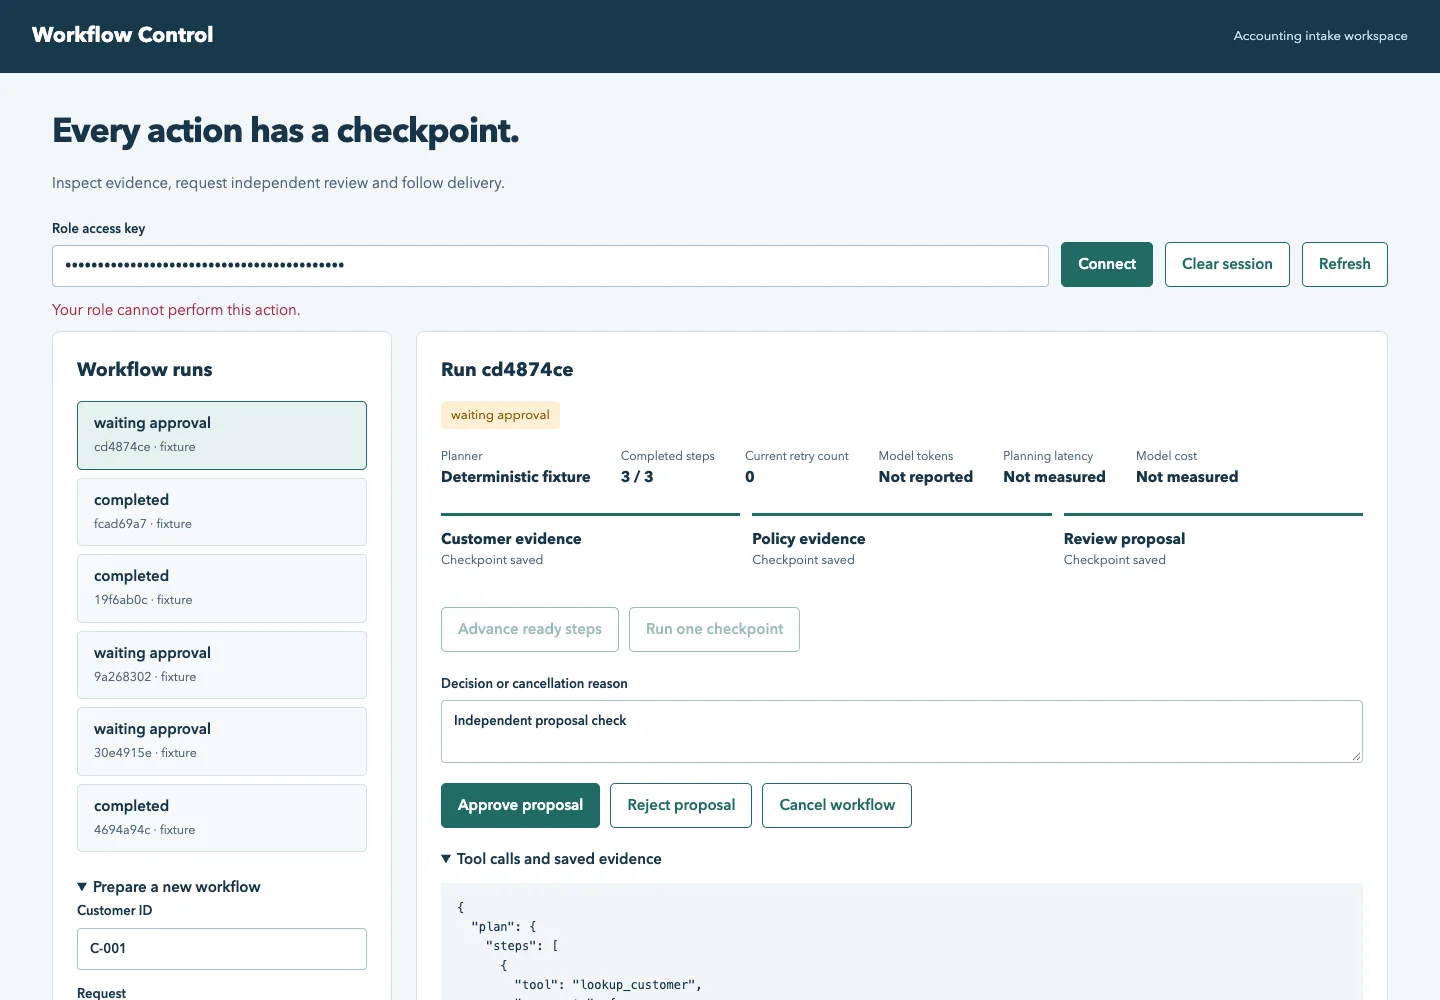 Workflow Control
Accounting intake workspace
Every action has a checkpoint.
Inspect evidence, request independent review and follow delivery.
Role access key
•••••••••••••••••••••••••••••••••••••••••••
Connect
Clear session
Refresh
Your role cannot perform this action.
Workflow runs
waiting approval
cd4874ce · fixture
completed
fcad69a7 · fixture
completed
19f6ab0c · fixture
waiting approval
9a268302 · fixture
waiting approval
30e4915e · fixture
completed
4694a94c · fixture
▼ Prepare a new workflow
Customer ID
C-001
Request
Run cd4874ce
waiting approval
Planner
Deterministic fixture
Completed steps
3 / 3
Current retry count
0
Model tokens
Not reported
Planning latency
Not measured
Model cost
Not measured
Customer evidence
Checkpoint saved
Policy evidence
Checkpoint saved
Review proposal
Checkpoint saved
Advance ready steps
Run one checkpoint
Decision or cancellation reason
Independent proposal check
Approve proposal
Reject proposal
Cancel workflow
▼ Tool calls and saved evidence
{
"plan": {
"steps": [
{
"tool": "lookup_customer",